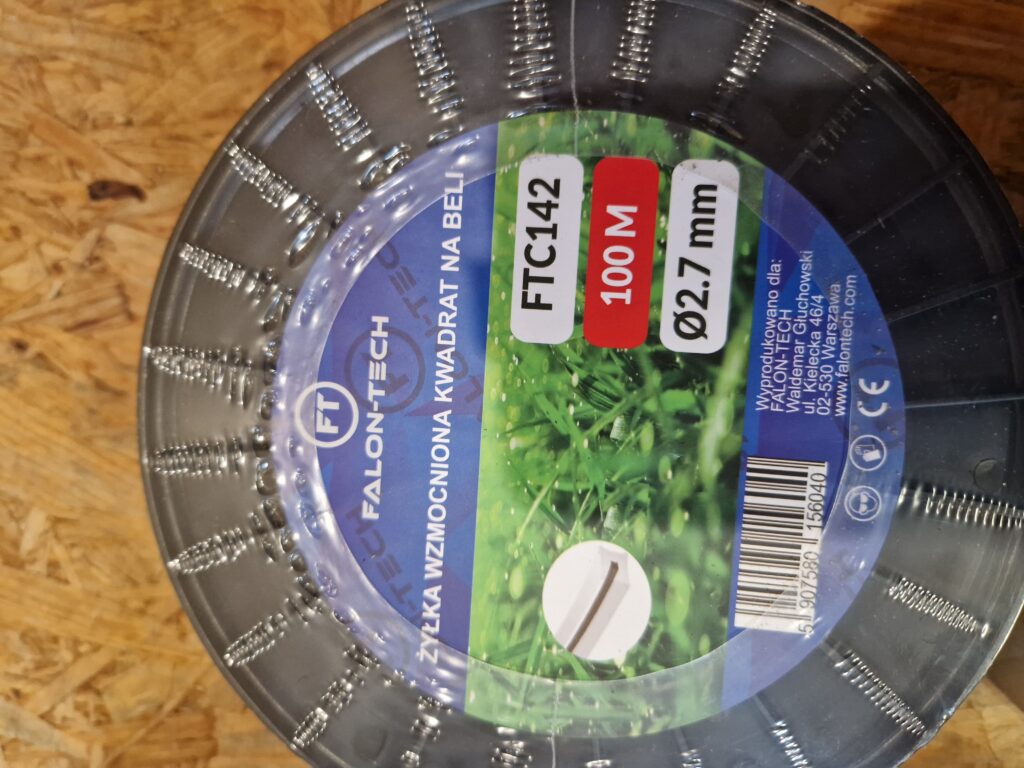 FT
FALON-TECH
ŻYŁKA WZMOCNIONA KWADRAT NA BELI
FTC142
100 M
Ø2.7 mm
Wyprodukowano dla:
FALON-TECH
Waldemar Głuchowski
ul. Kielecka 46/4
02-530 Warszawa
www.falontech.com
CE
5 907580 156040